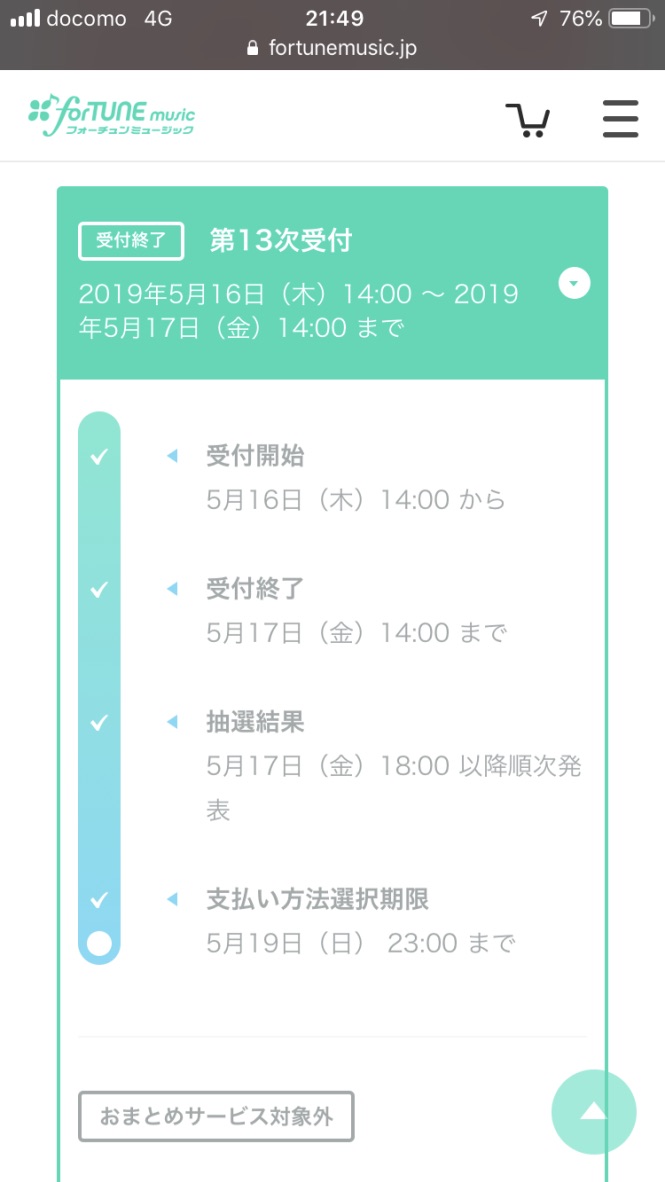 docomo 4G 21:49 76%
fortunemusic.jp
forTUNE music
フォーチュンミュージック
受付終了 第13次受付
2019年5月16日（木）14:00 〜 2019
年5月17日（金）14:00 まで
受付開始
5月16日（木）14:00 から
受付終了
5月17日（金）14:00 まで
抽選結果
5月17日（金）18:00 以降順次発
表
支払い方法選択期限
5月19日（日） 23:00 まで
おまとめサービス対象外